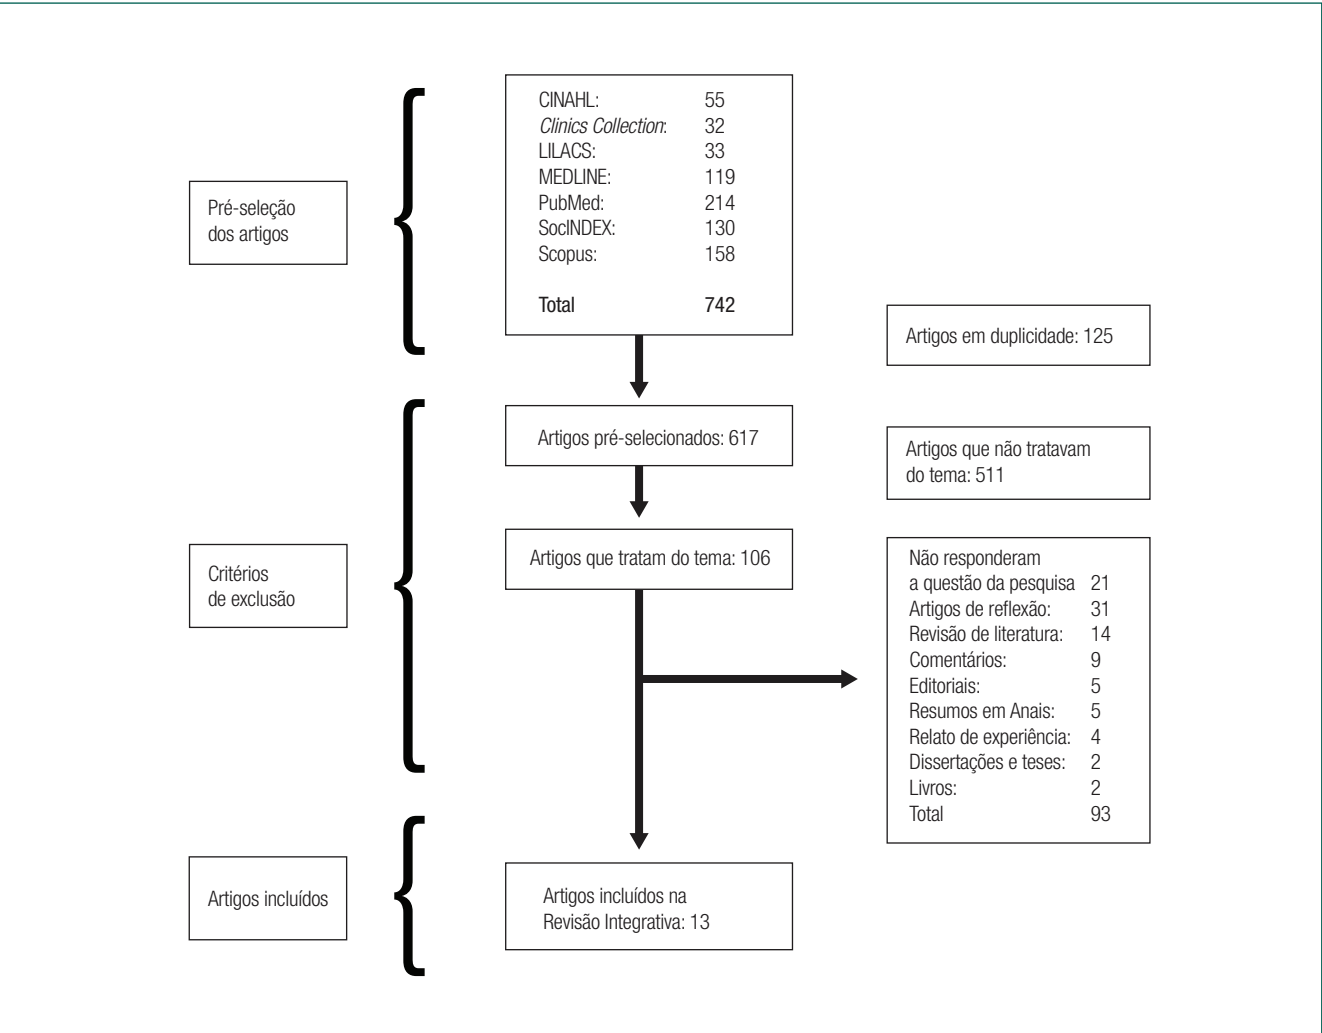 Pré-seleção
dos artigos
CINAHL: 55
Clinics Collection: 32
LILACS: 33
MEDLINE: 119
PubMed: 214
SocINDEX: 130
Scopus: 158
Total 742
Artigos em duplicidade: 125
Artigos pré-selecionados: 617
Artigos que não tratavam
do tema: 511
Critérios
de exclusão
Artigos que tratam do tema: 106
Não responderam
a questão da pesquisa 21
Artigos de reflexão: 31
Revisão de literatura: 14
Comentários: 9
Editoriais: 5
Resumos em Anais: 5
Relato de experiência: 4
Dissertações e teses: 2
Livros: 2
Total 93
Artigos incluídos
Artigos incluídos na
Revisão Integrativa: 13